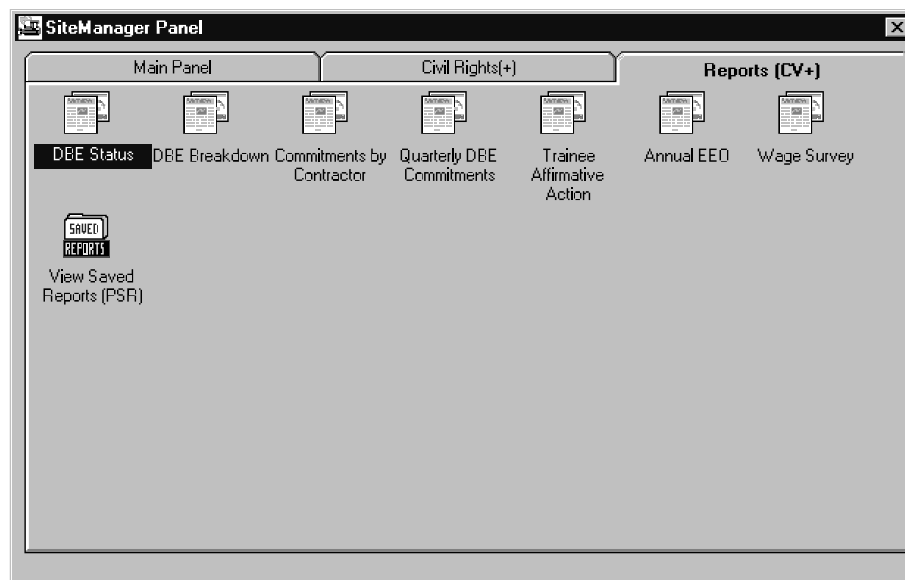 SiteManager Panel
Main Panel
Civil Rights(+)
Reports (CV+)
DBE Status
DBE Breakdown
Commitments by
Contractor
Quarterly DBE
Commitments
Trainee
Affirmative
Action
Annual EEO
Wage Survey
SAVED
REPORTS
View Saved
Reports (PSR)